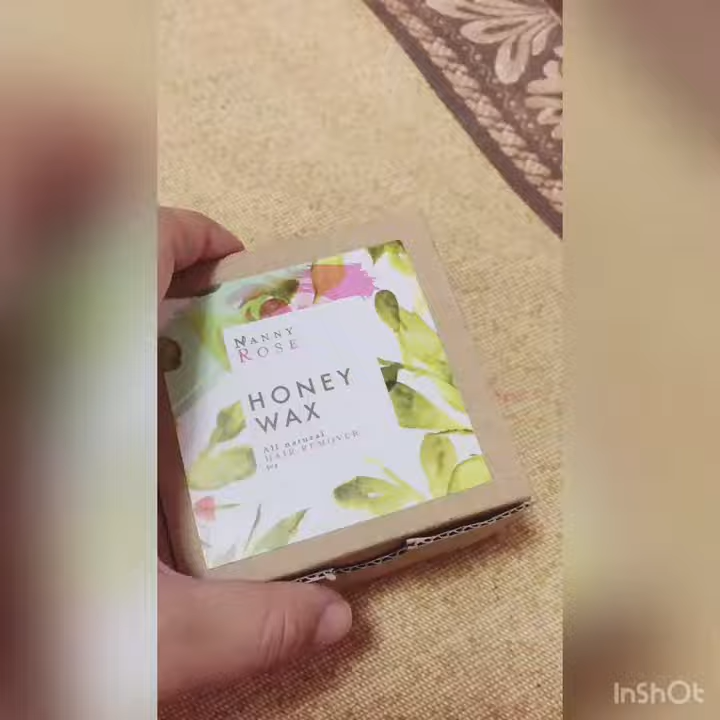 NANNY
ROSE
HONEY
WAX
All natural
HAIR REMOVER
InShOt